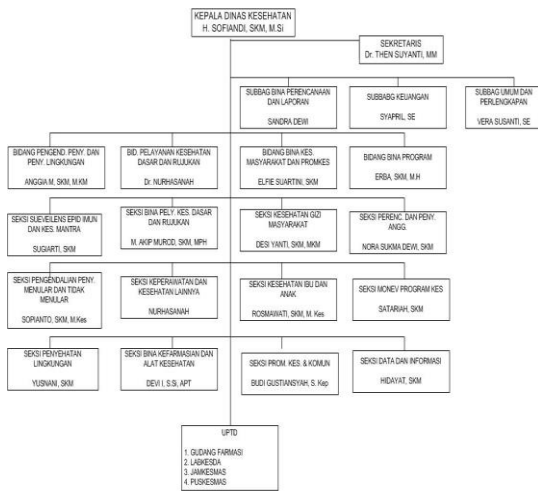 KEPALA DINAS KESEHATAN
H. SOFIANDI, SKM, M.Si
SEKRETARIS
Dr. THEN SUYANTI, MM
SUBBAG BINA PERENCANAAN
DAN LAPORAN
SANDRA DEWI
SUBBABG KEUANGAN
SYAPRIL, SE
SUBBAG UMUM DAN
PERLENGKAPAN
VERA SUSANTI, SE
BIDANG PENGEND. PENY. DAN
PENY. LINGKUNGAN
ANGGIA M, SKM, M.KM
BID. PELAYANAN KESEHATAN
DASAR DAN RUJUKAN
Dr. NURHASANAH
BIDANG BINA KES.
MASYARAKAT DAN PROMKES
ELFIE SUARTINI, SKM
BIDANG BINA PROGRAM
ERBA, SKM, M.H
SEKSI SUEVEILENS EPID IMUN
DAN KES. MANTRA
SUGIARTI, SKM
SEKSI BINA PELY. KES. DASAR
DAN RUJUKAN
M. AKIP MUROD, SKM, MPH
SEKSI KESEHATAN GIZI
MASYARAKAT
DESI YANTI, SKM, MKM
SEKSI PERENC. DAN PENY.
ANGG.
NORA SUKMA DEWI, SKM
SEKSI PENGENDALIAN PENY.
MENULAR DAN TIDAK
MENULAR
SOPIANTO, SKM, M.Kes
SEKSI KEPERAWATAN DAN
KESEHATAN LAINNYA
NURHASANAH
SEKSI KESEHATAN IBU DAN
ANAK
ROSMAWATI, SKM, M. Kes
SEKSI MONEV PROGRAM KES
SATARIAH, SKM
SEKSI PENYEHATAN
LINGKUNGAN
YUSNANI, SKM
SEKSI BINA KEFARMASIAN DAN
ALAT KESEHATAN
DEVI I, S.Si, APT
SEKSI PROM. KES. & KOMUN
BUDI GUSTIANSYAH, S. Kep
SEKSI DATA DAN INFORMASI
HIDAYAT, SKM
UPTD
1. GUDANG FARMASI
2. LABKESDA
3. JAMKESMAS
4. PUSKESMAS